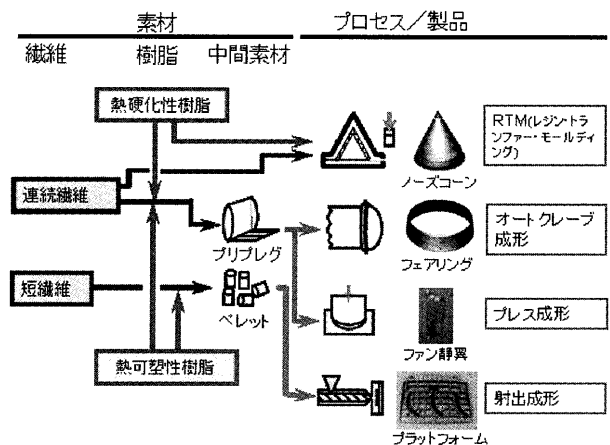 素材
プロセス/製品
繊維
樹脂
中間素材
熱硬化性樹脂
RTM(レジン・トラ
ンファー・モールディ
ング)
ノーズコーン
連続繊維
プリプレグ
オートクレーブ
成形
フェアリング
短繊維
ペレット
プレス成形
ファン静翼
熱可塑性樹脂
射出成形
プラットフォーム